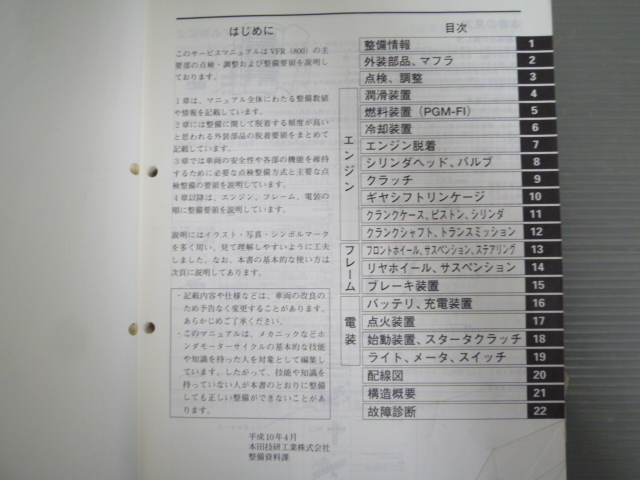 はじめに
このサービスマニュアルはVFR（800）の主
要部の点検・調整および整備要領を説明し
ております。
1章は、マニュアル全体にわたる整備数値
や情報を記載しています。
2章には整備に関して脱着する頻度が高い
と思われる外装部品の脱着要領をまとめて
記載しています。
3章では車両の安全性や各部の機能を維持
するために必要な点検整備方式と主要な点
検整備の要領を説明しています。
4章以降は、エンジン、フレーム、電装の
順に整備要領を説明しています。
説明にはイラスト・写真・シンボルマーク
を多く用い、見て理解しやすいように工夫
しました。なお、本書の基本的な使い方は
次頁に説明してあります。
・記載内容や仕様などは、車両の改良のた
め予告なく変更することがあります。
あらかじめご了承ください。
・このマニュアルは、メカニックなどホ
ンダモーターサイクルの基本的な技能
や知識を持った人を対象として編集し
ています。したがって、技能や知識を
持っていない人が本書のとおりに整備
しても正しい整備ができないことがあ
ります。
平成10年4月
本田技研工業株式会社
整備資料課
目次
整備情報 1
外装部品、マフラ 2
点検、調整 3
エンジン
潤滑装置 4
燃料装置（PGM-FI） 5
冷却装置 6
エンジン脱着 7
シリンダヘッド、バルブ 8
クラッチ 9
ギヤシフトリンケージ 10
クランクケース、ピストン、シリンダ 11
クランクシャフト、トランスミッション 12
フレーム
フロントホイール、サスペンション、ステアリング 13
リヤホイール、サスペンション 14
ブレーキ装置 15
電装
バッテリ、充電装置 16
点火装置 17
始動装置、スタータクラッチ 18
ライト、メータ、スイッチ 19
配線図 20
構造概要 21
故障診断 22